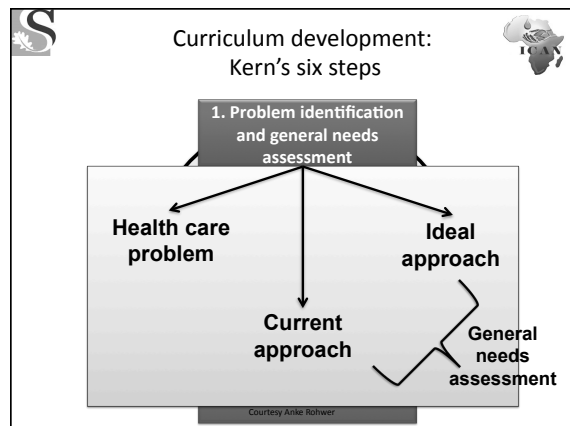 S
ICAN
Curriculum development:
Kern's six steps
1. Problem identification
and general needs
assessment
Health care
problem
Ideal
approach
Current
approach
General
needs
assessment
Courtesy Anke Rohwer